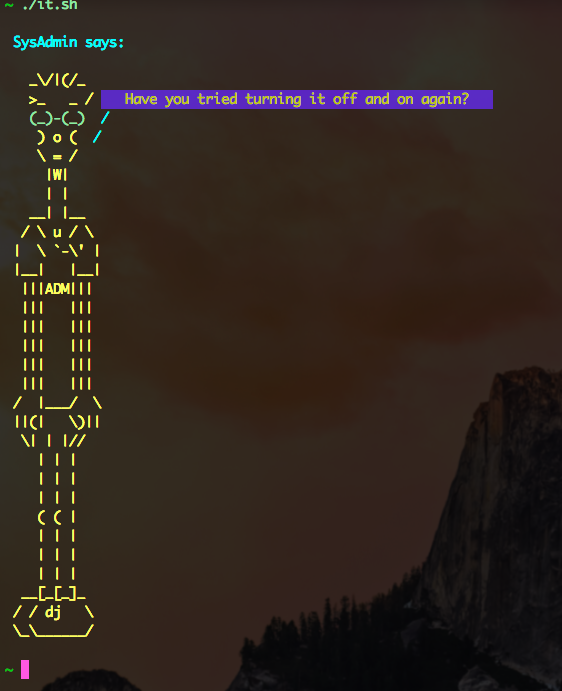 ~ ./it.sh
SysAdmin says:
Have you tried turning it off and on again?
W
u
ADM
dj
~